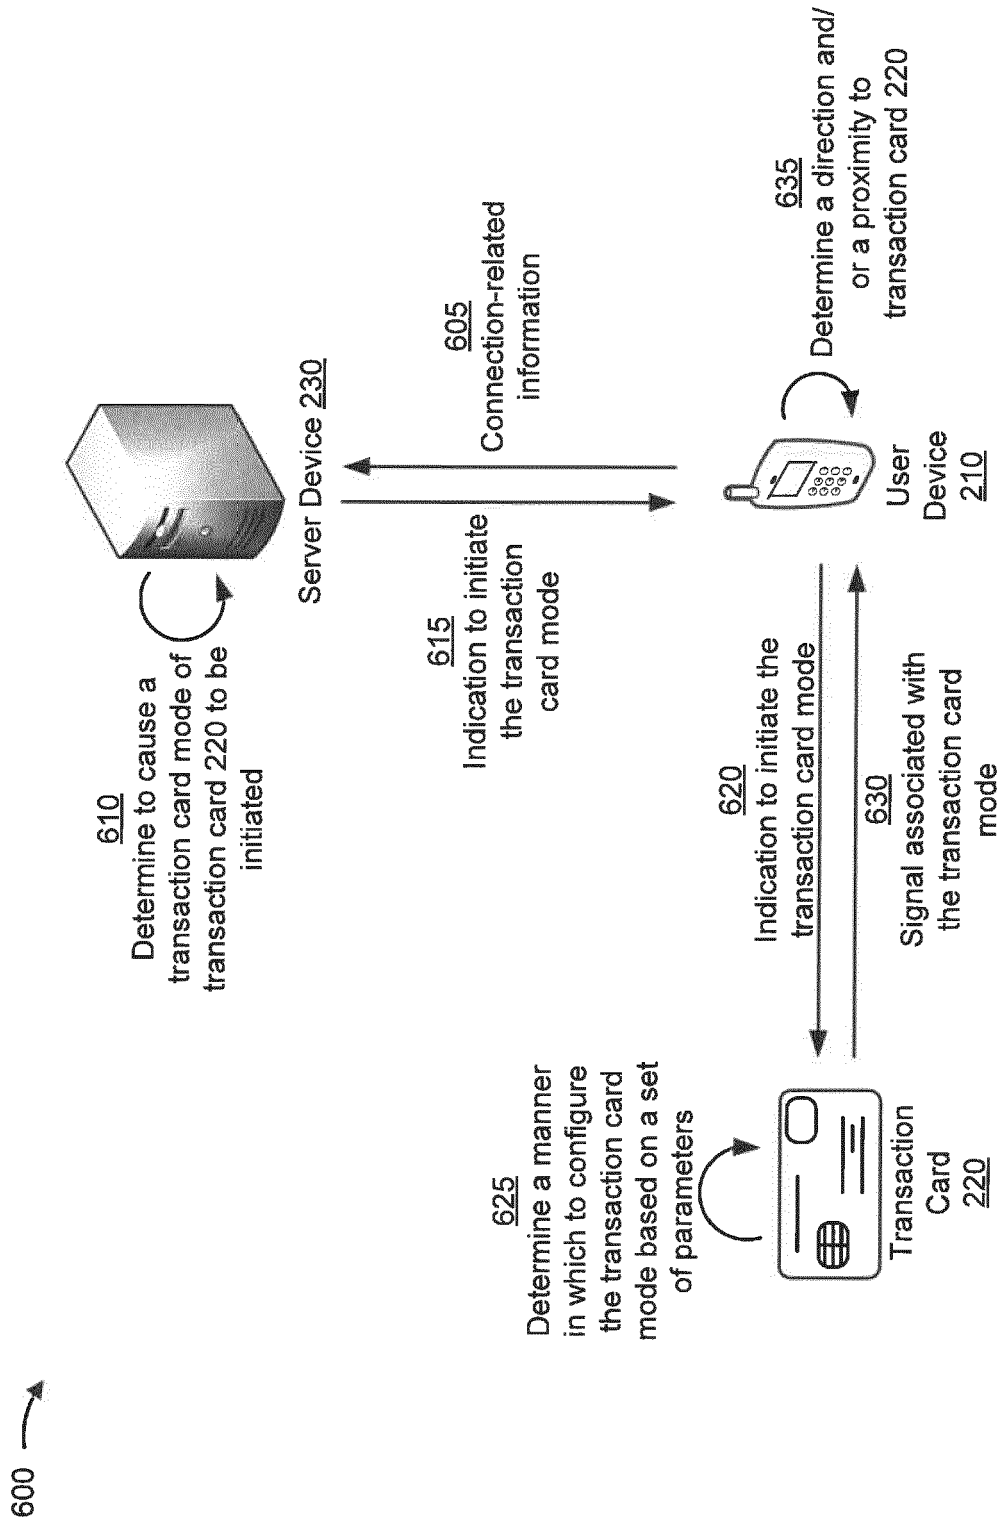 600
610
Determine to cause a
transaction card mode of
transaction card 220 to be
initiated
Server Device 230
615
Indication to initiate
the transaction
card mode
605
Connection-related
information
625
Determine a manner
in which to configure
the transaction card
mode based on a set
of parameters
620
Indication to initiate the
transaction card mode
630
Signal associated with
the transaction card
mode
635
Determine a direction and/
or a proximity to
transaction card 220
Transaction
Card
220
User
Device
210